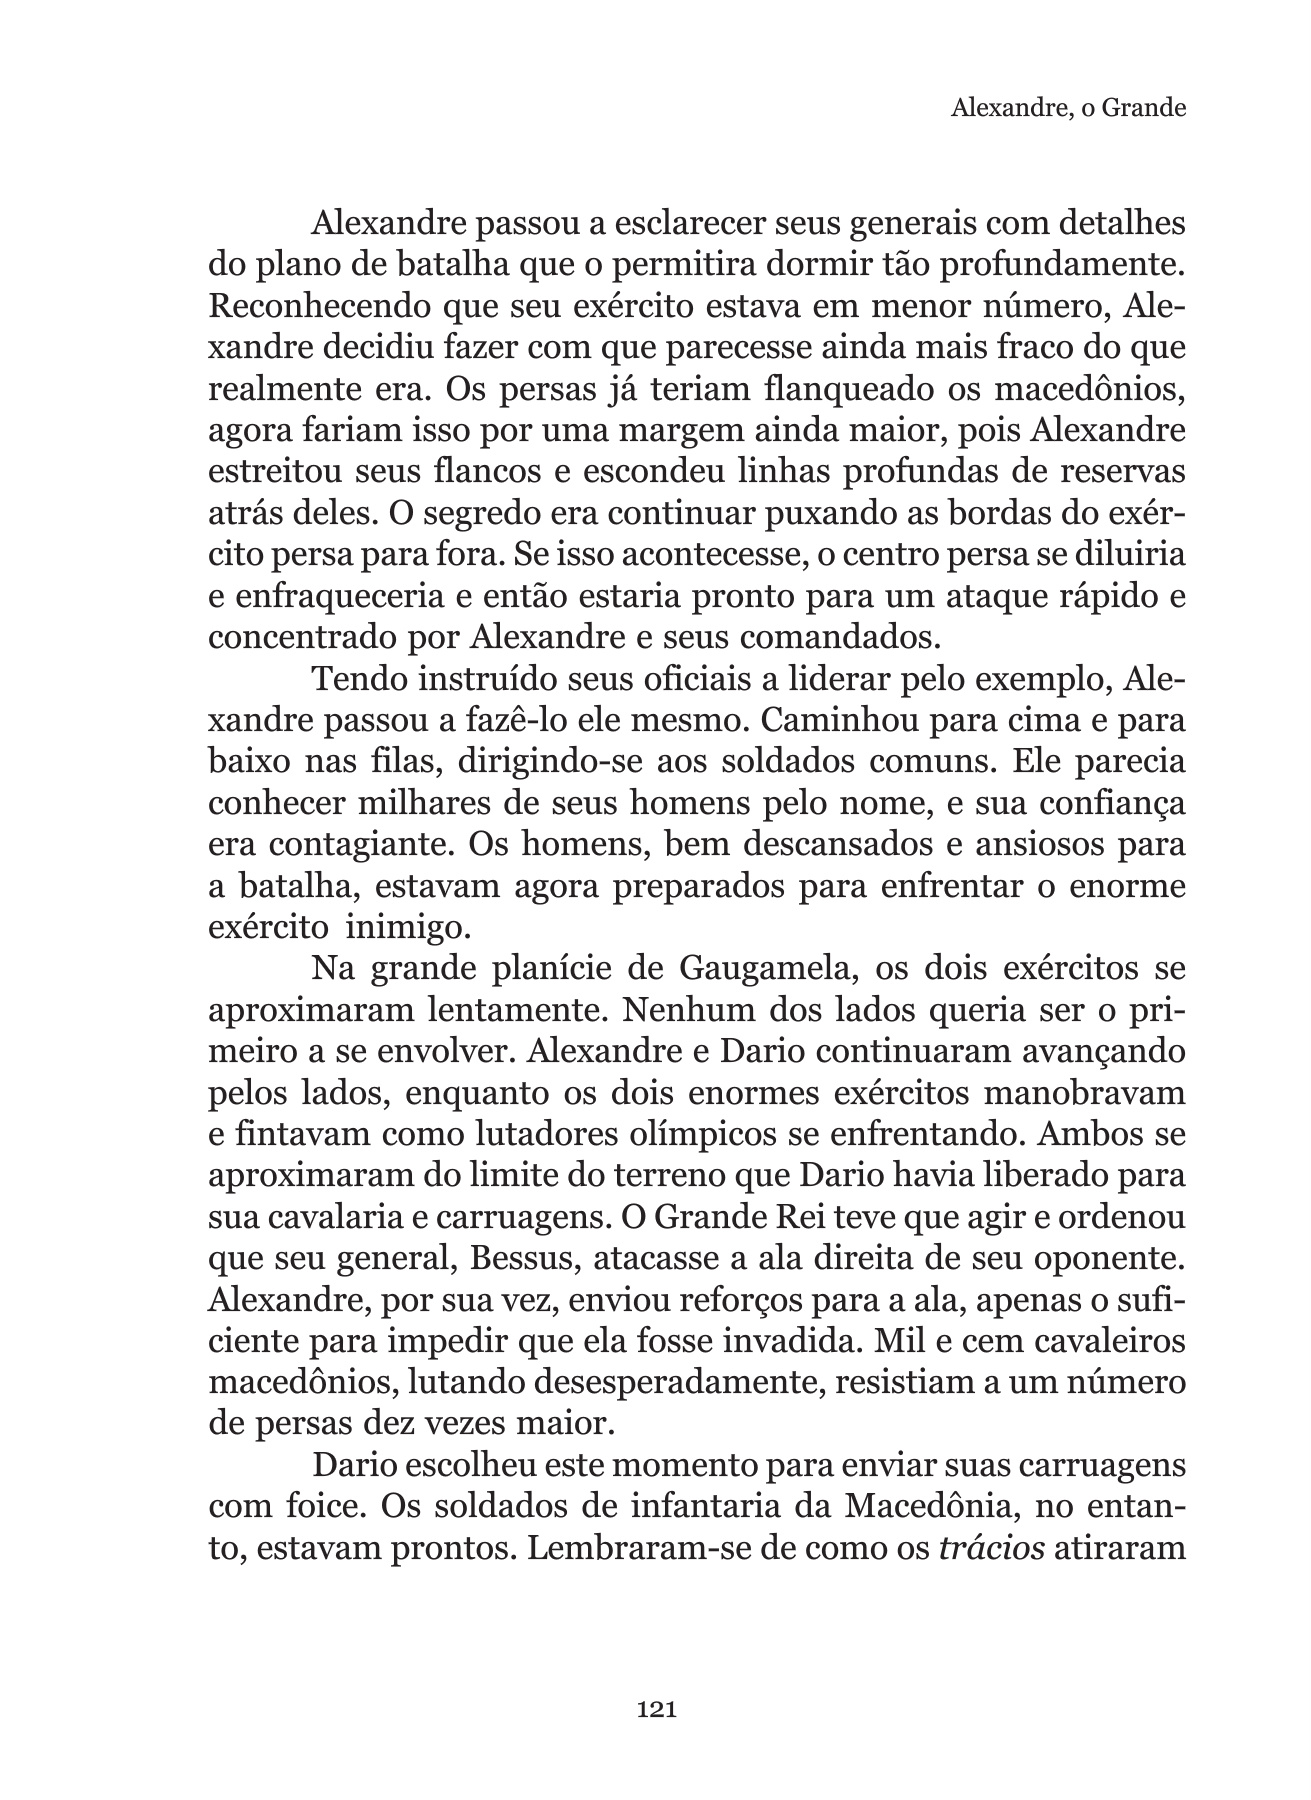 Alexandre, o Grande
Alexandre passou a esclarecer seus generais com detalhes
do plano de batalha que o permitira dormir tão profundamente.
Reconhecendo que seu exército estava em menor número, Ale-
xandre decidiu fazer com que parecesse ainda mais fraco do que
realmente era. Os persas já teriam flanqueado os macedônios,
agora fariam isso por uma margem ainda maior, pois Alexandre
estreitou seus flancos e escondeu linhas profundas de reservas
atrás deles. O segredo era continuar puxando as bordas do exér-
cito persa para fora. Se isso acontecesse, o centro persa se diluiria
e enfraqueceria e então estaria pronto para um ataque rápido e
concentrado por Alexandre e seus comandados.
Tendo instruído seus oficiais a liderar pelo exemplo, Ale-
xandre passou a fazê-lo ele mesmo. Caminhou para cima e para
baixo nas filas, dirigindo-se aos soldados comuns. Ele parecia
conhecer milhares de seus homens pelo nome, e sua confiança
era contagiante. Os homens, bem descansados e ansiosos para
a batalha, estavam agora preparados para enfrentar o enorme
exército inimigo.
Na grande planície de Gaugamela, os dois exércitos se
aproximaram lentamente. Nenhum dos lados queria ser o pri-
meiro a se envolver. Alexandre e Dario continuaram avançando
pelos lados, enquanto os dois enormes exércitos manobravam
e fintavam como lutadores olímpicos se enfrentando. Ambos se
aproximaram do limite do terreno que Dario havia liberado para
sua cavalaria e carruagens. O Grande Rei teve que agir e ordenou
que seu general, Bessus, atacasse a ala direita de seu oponente.
Alexandre, por sua vez, enviou reforços para a ala, apenas o sufi-
ciente para impedir que ela fosse invadida. Mil e cem cavaleiros
macedônios, lutando desesperadamente, resistiam a um número
de persas dez vezes maior.
Dario escolheu este momento para enviar suas carruagens
com foice. Os soldados de infantaria da Macedônia, no entan-
to, estavam prontos. Lembraram-se de como os trácios atiraram
121